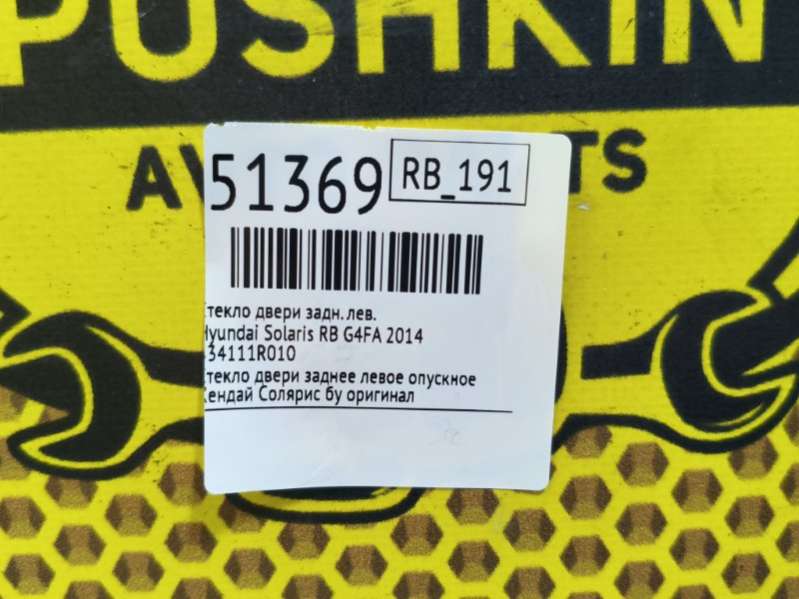 PUSHKIN
AV TS
51369
RB_191
текло двери задн. лев.
Hyundai Solaris RB G4FA 2014
34111R010
текло двери заднее левое опускное
ендай Солярис бу оригинал